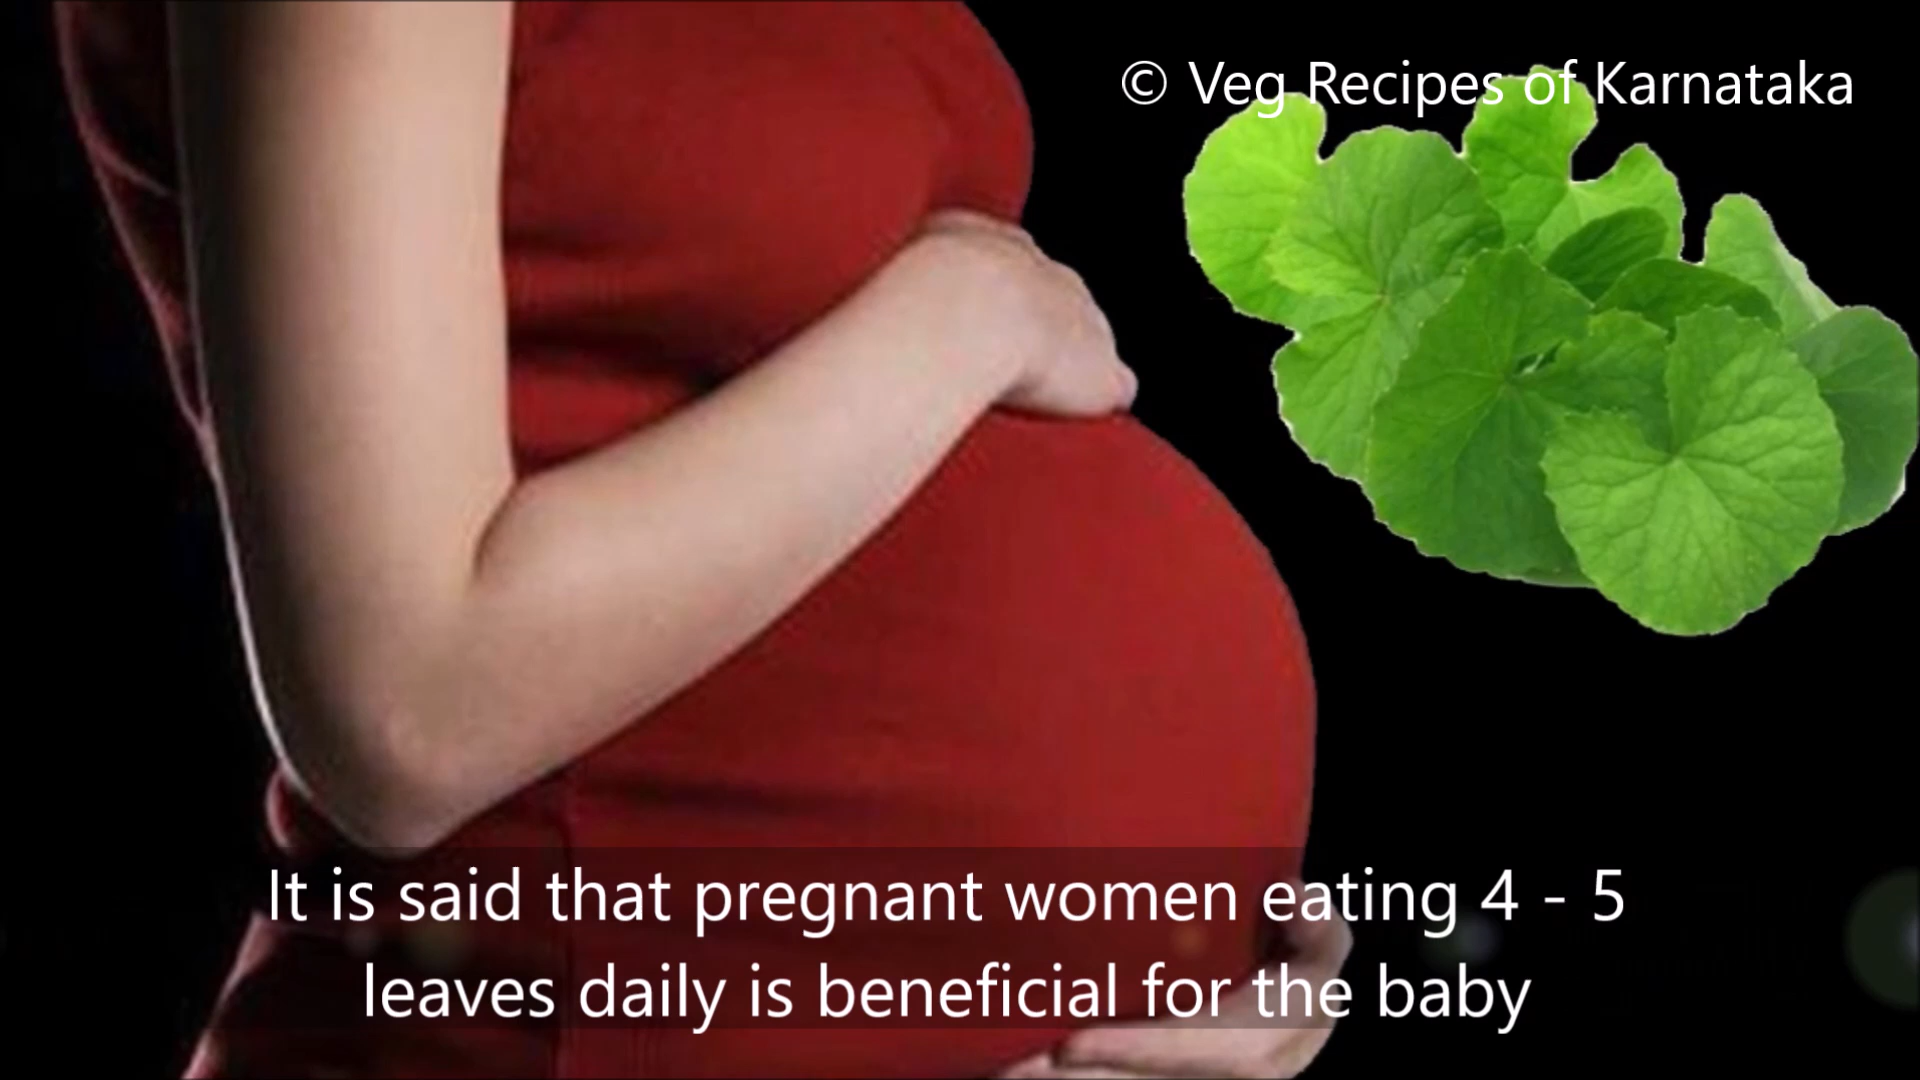 © Veg Recipes of Karnataka
It is said that pregnant women eating 4 - 5
leaves daily is beneficial for the baby